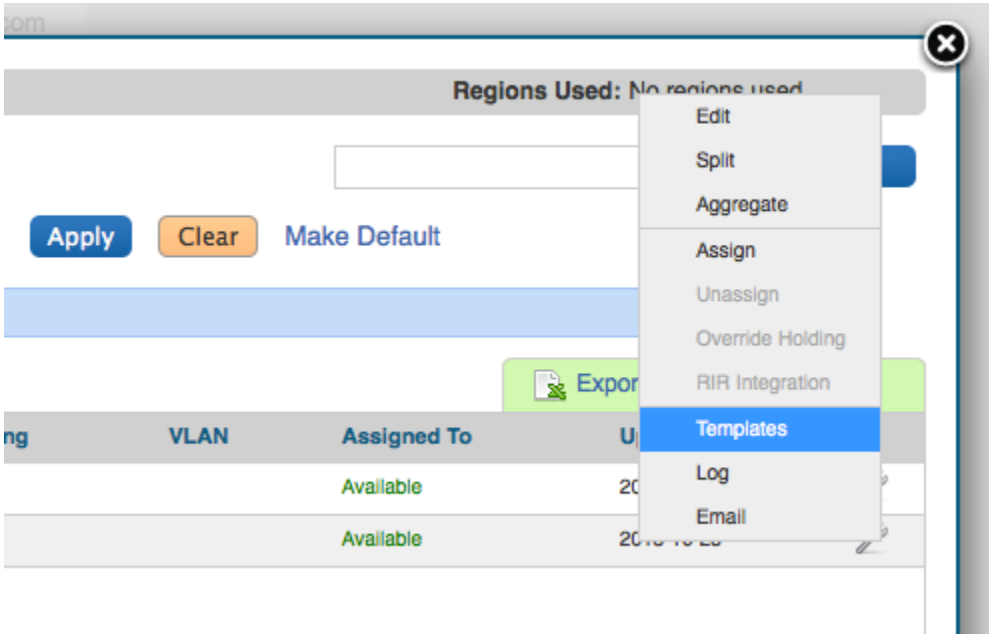 com
Regions Used: No regions used
Edit
Split
Aggregate
Apply Clear Make Default
Assign
Unassign
Override Holding
RIR Integration
Expor
Templates
ng VLAN Assigned To U
Log
Available 20
Email
Available